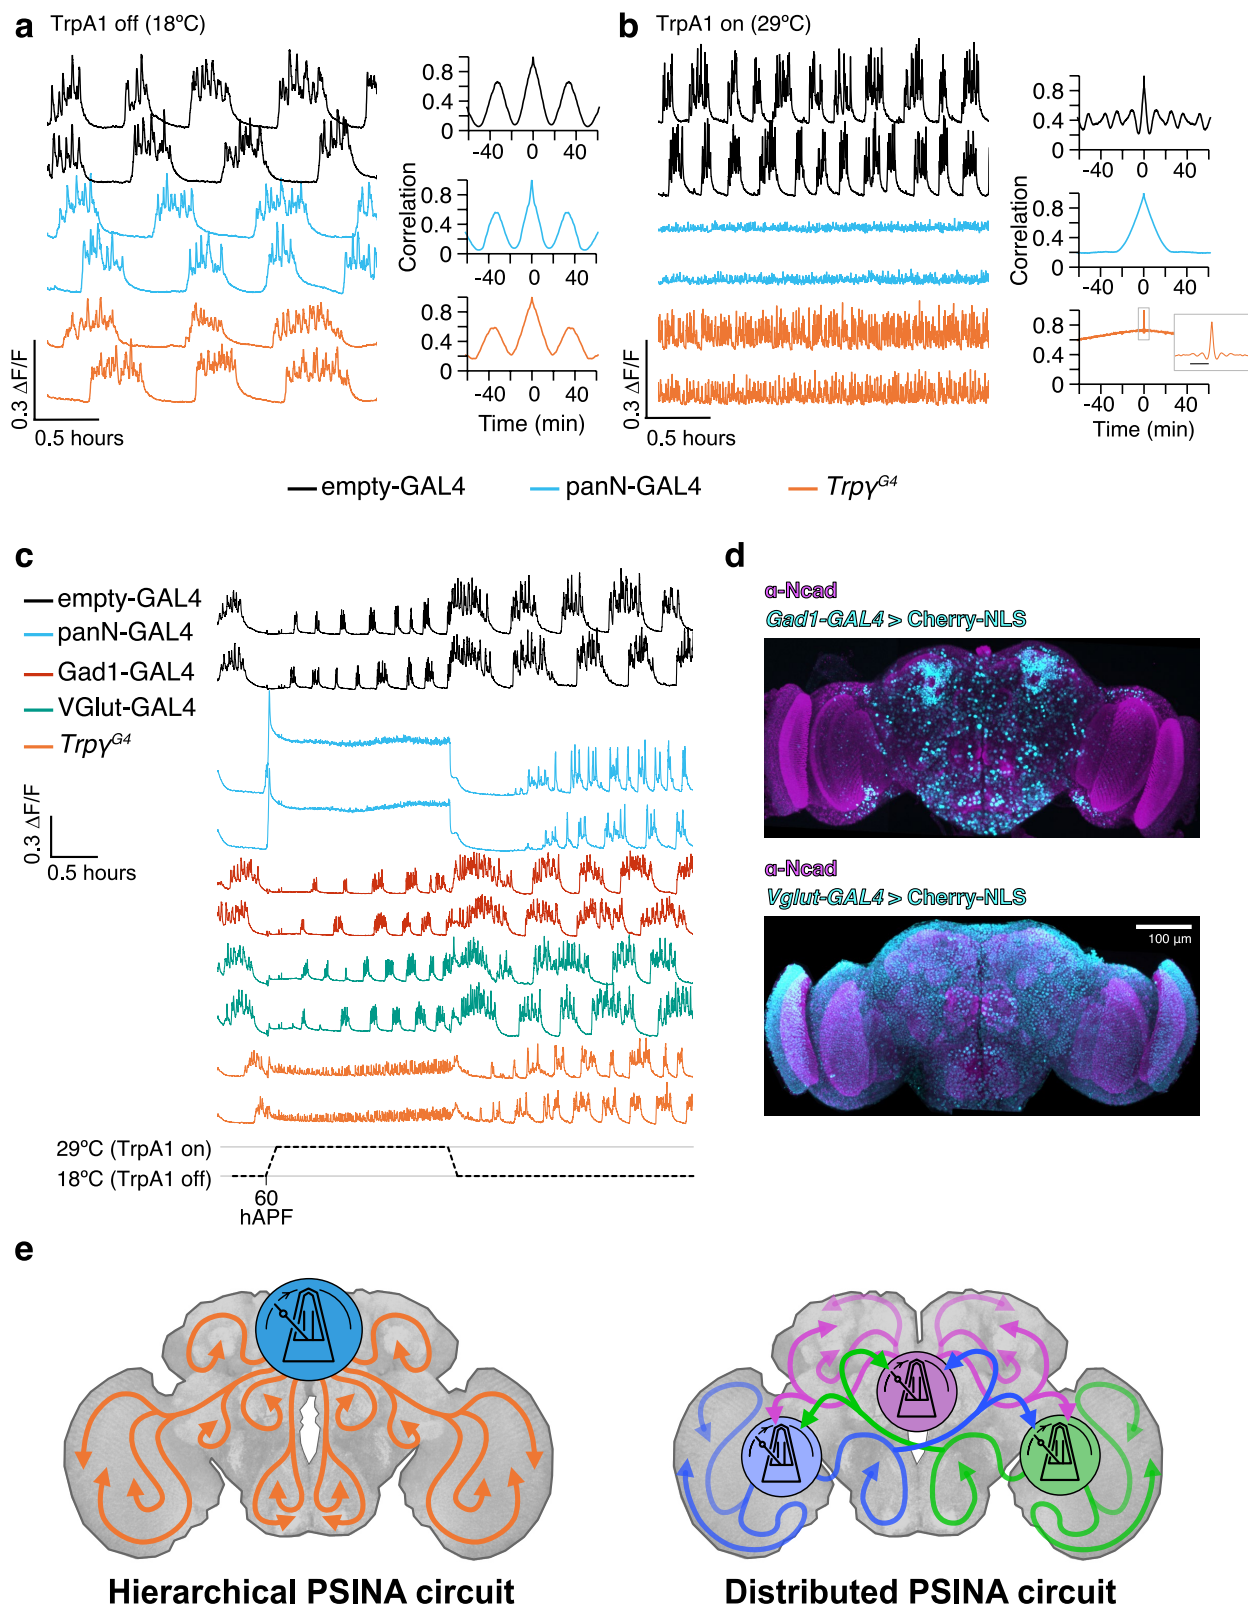 a TrpA1 off (18ºC)
0.8
0.4
0
-40 0 40
0.8
0.4
0
-40 0 40
0.8
0.4
0
-40 0 40
Correlation
Time (min)
0.3 ΔF/F
0.5 hours
b TrpA1 on (29ºC)
0.8
0.4
0
-40 0 40
0.8
0.4
0
-40 0 40
0.8
0.4
0
-40 0 40
Correlation
Time (min)
0.3 ΔF/F
0.5 hours
empty-GAL4 panN-GAL4 TrpγG4
c
empty-GAL4
panN-GAL4
Gad1-GAL4
VGlut-GAL4
TrpγG4
0.3 ΔF/F
0.5 hours
29ºC (TrpA1 on)
18ºC (TrpA1 off)
60
hAPF
d
α-Ncad
Gad1-GAL4 > Cherry-NLS
α-Ncad
Vglut-GAL4 > Cherry-NLS
100 µm
e
Hierarchical PSINA circuit
Distributed PSINA circuit